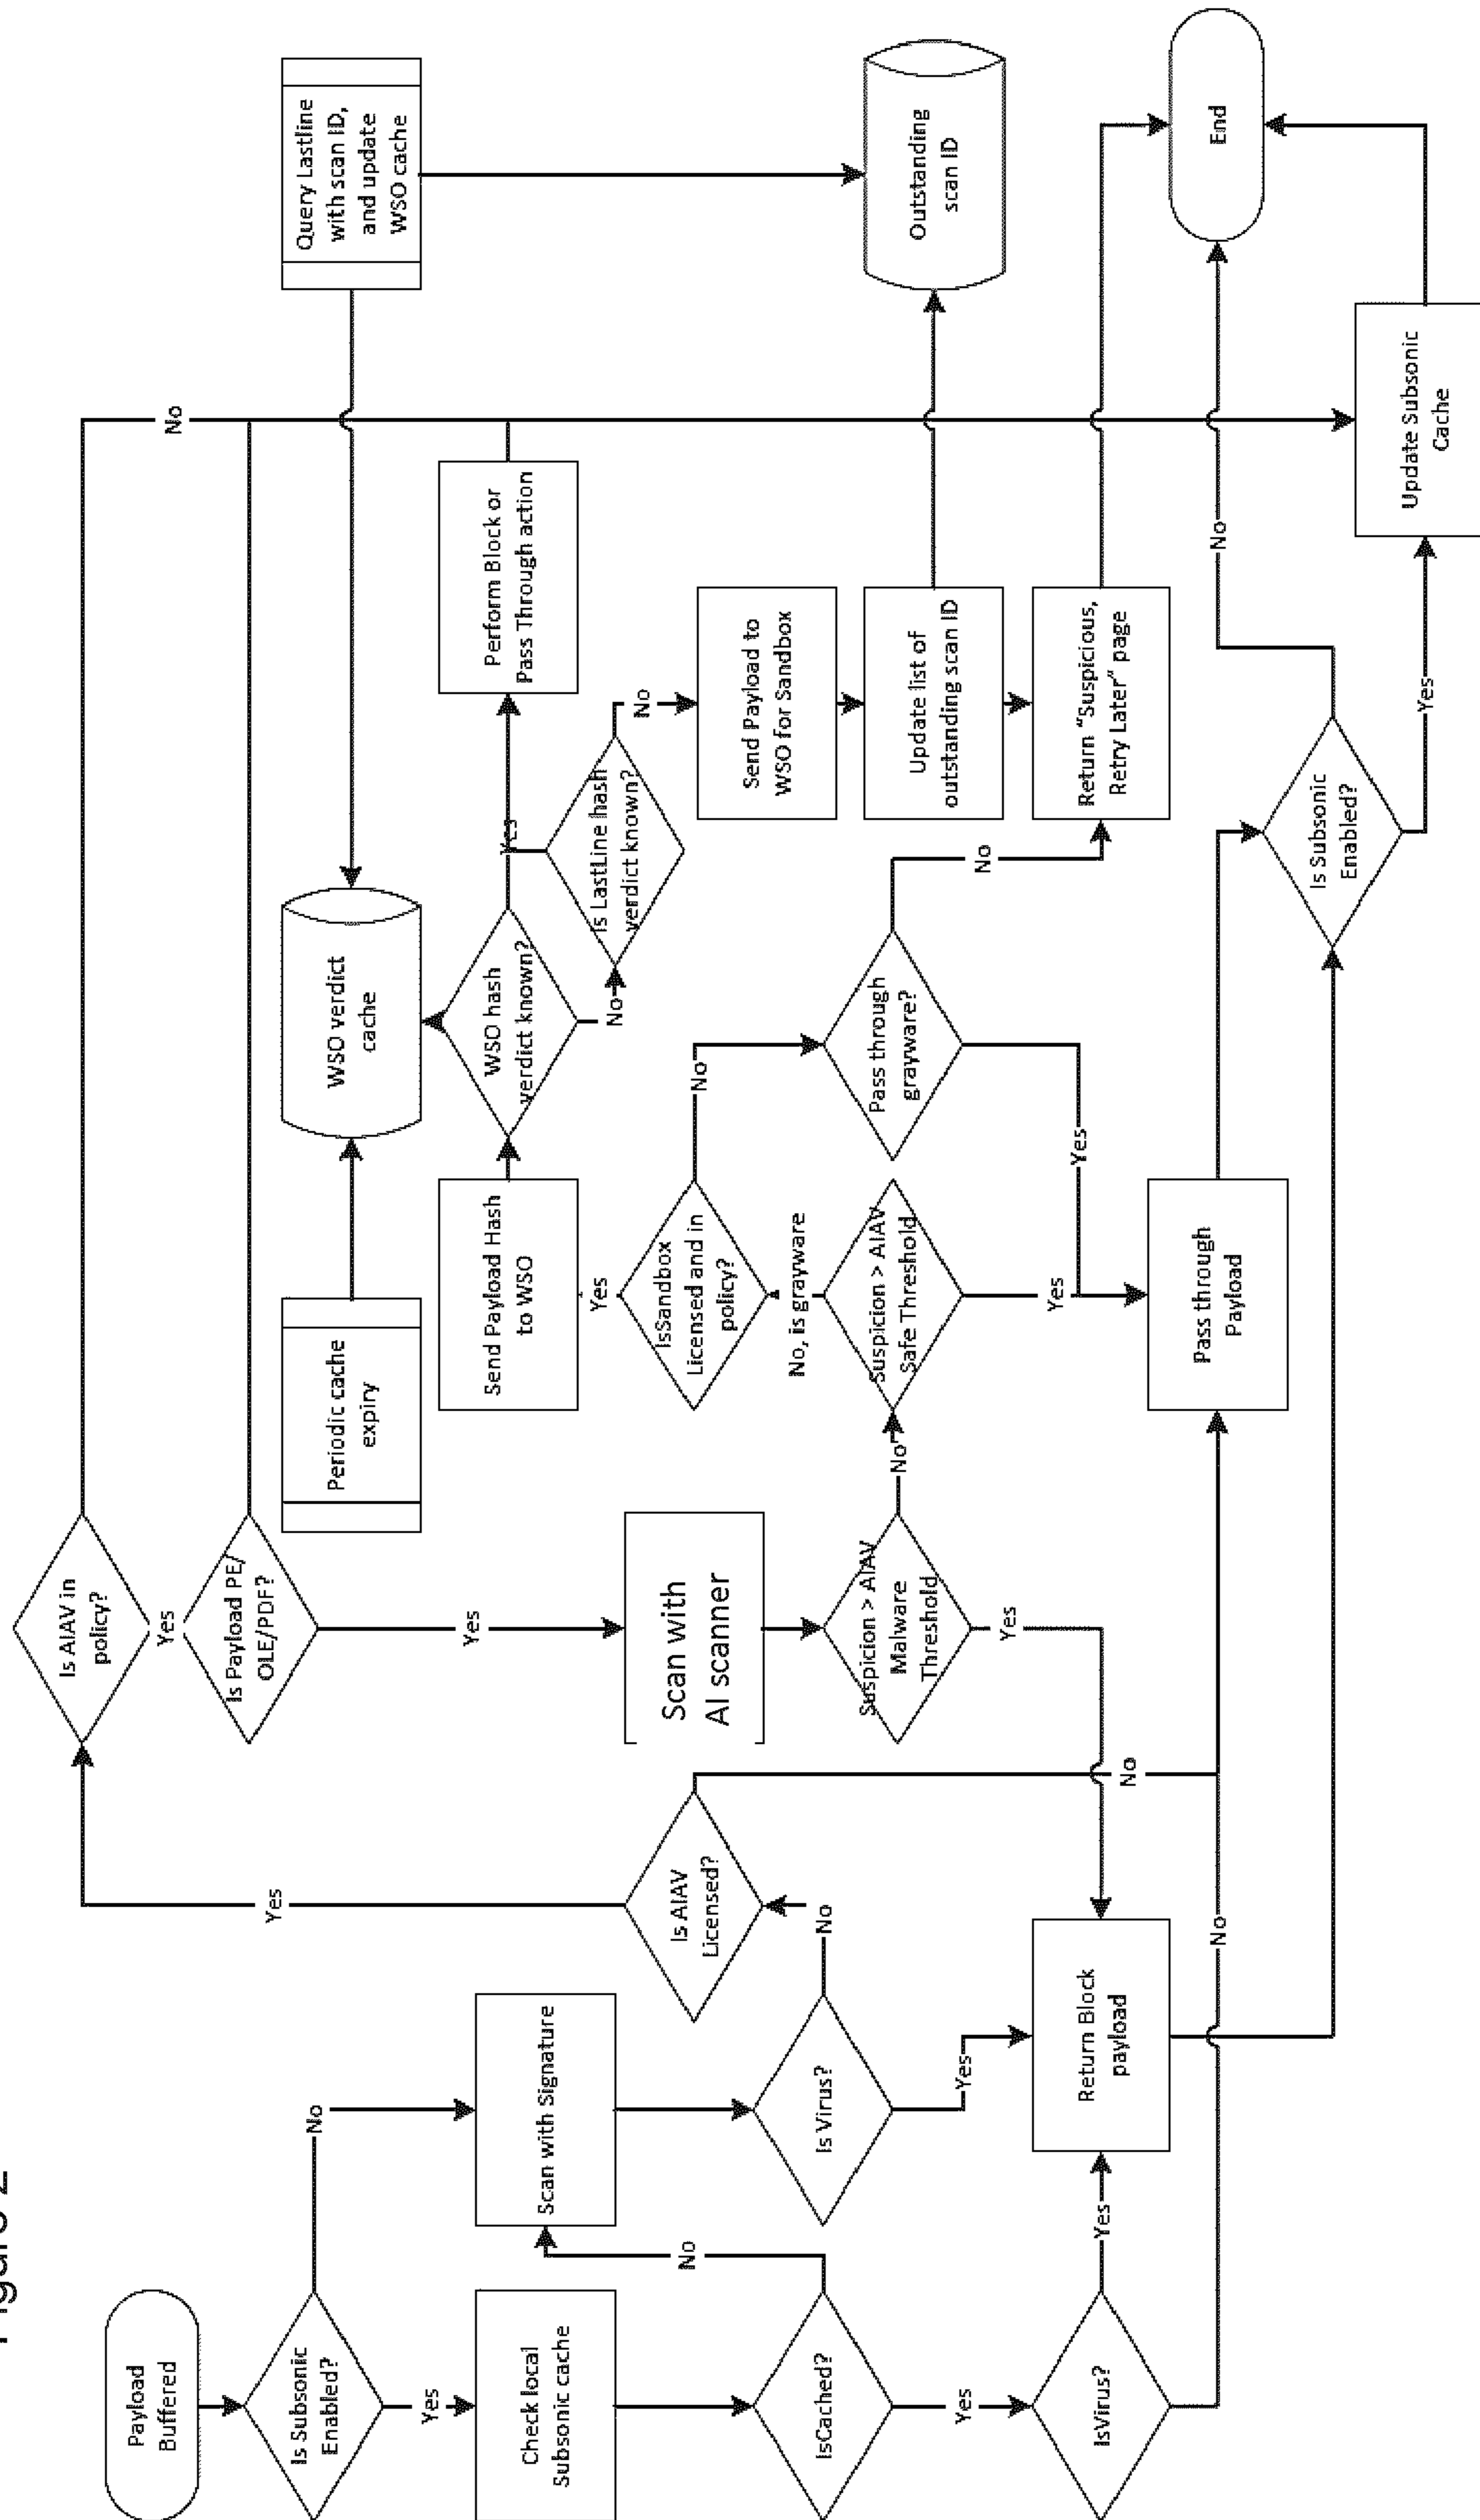 Figure 2
Payload
Buffered
Is Subsonic
Enabled?
Yes
No
Check local
Subsonic cache
IsCached?
No
Yes
IsVirus?
Yes
No
Scan with Signature
Is Virus?
Yes
No
Return Block
payload
Is AIAV
Licensed?
Yes
No
Is AIAV in
policy?
Yes
No
Is Payload PE/
OLE/PDF?
Yes
Scan with
AI scanner
Suspicion > AIAV
Malware
Threshold
Yes
No
Suspicion > AIAV
Safe Threshold
Yes
No, is grayware
IsSandbox
Licensed and in
policy?
Yes
No
Pass through
grayware?
Yes
No
Pass through
Payload
Periodic cache
expiry
WSO verdict
cache
Send Payload Hash
to WSO
WSO hash
verdict known?
Yes
No
Is LastLine hash
verdict known?
No
Perform Block or
Pass Through action
Send Payload to
WSO for Sandbox
Update list of
outstanding scan ID
Return “Suspicious,
Retry Later” page
Is Subsonic
Enabled?
No
Yes
Query Lastline
with scan ID,
and update
WSO cache
Outstanding
scan ID
Update Subsonic
Cache
End